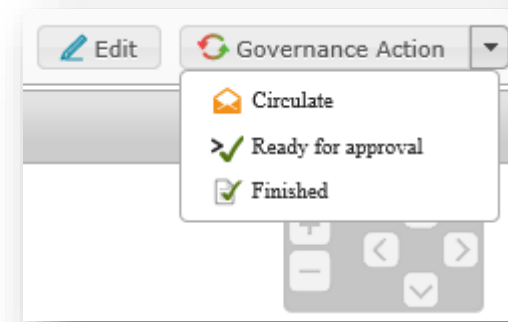 Edit
Governance Action
Circulate
Ready for approval
Finished